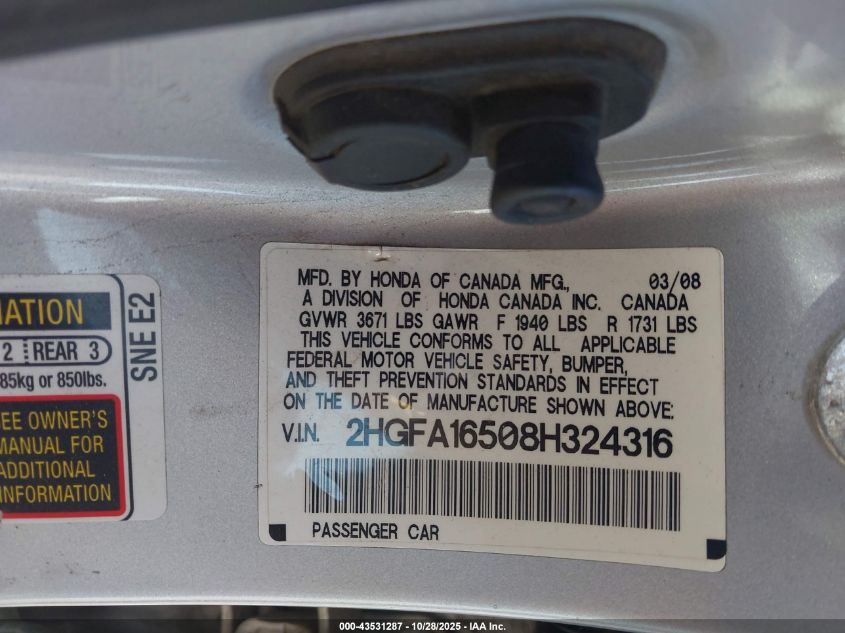 MFD. BY HONDA OF CANADA MFG., 03/08
A DIVISION OF HONDA CANADA INC. CANADA
GVWR 3671 LBS GAWR F 1940 LBS R 1731 LBS
THIS VEHICLE CONFORMS TO ALL APPLICABLE
FEDERAL MOTOR VEHICLE SAFETY, BUMPER,
AND THEFT PREVENTION STANDARDS IN EFFECT
ON THE DATE OF MANUFACTURE SHOWN ABOVE:
V.I.N. 2HGFA16508H324316
PASSENGER CAR
2 REAR 3
85kg or 850lbs.
OWNER'S
MANUAL FOR
ADDITIONAL
INFORMATION
SNE E2
000-43531287 - 10/28/2025 - IAA Inc.